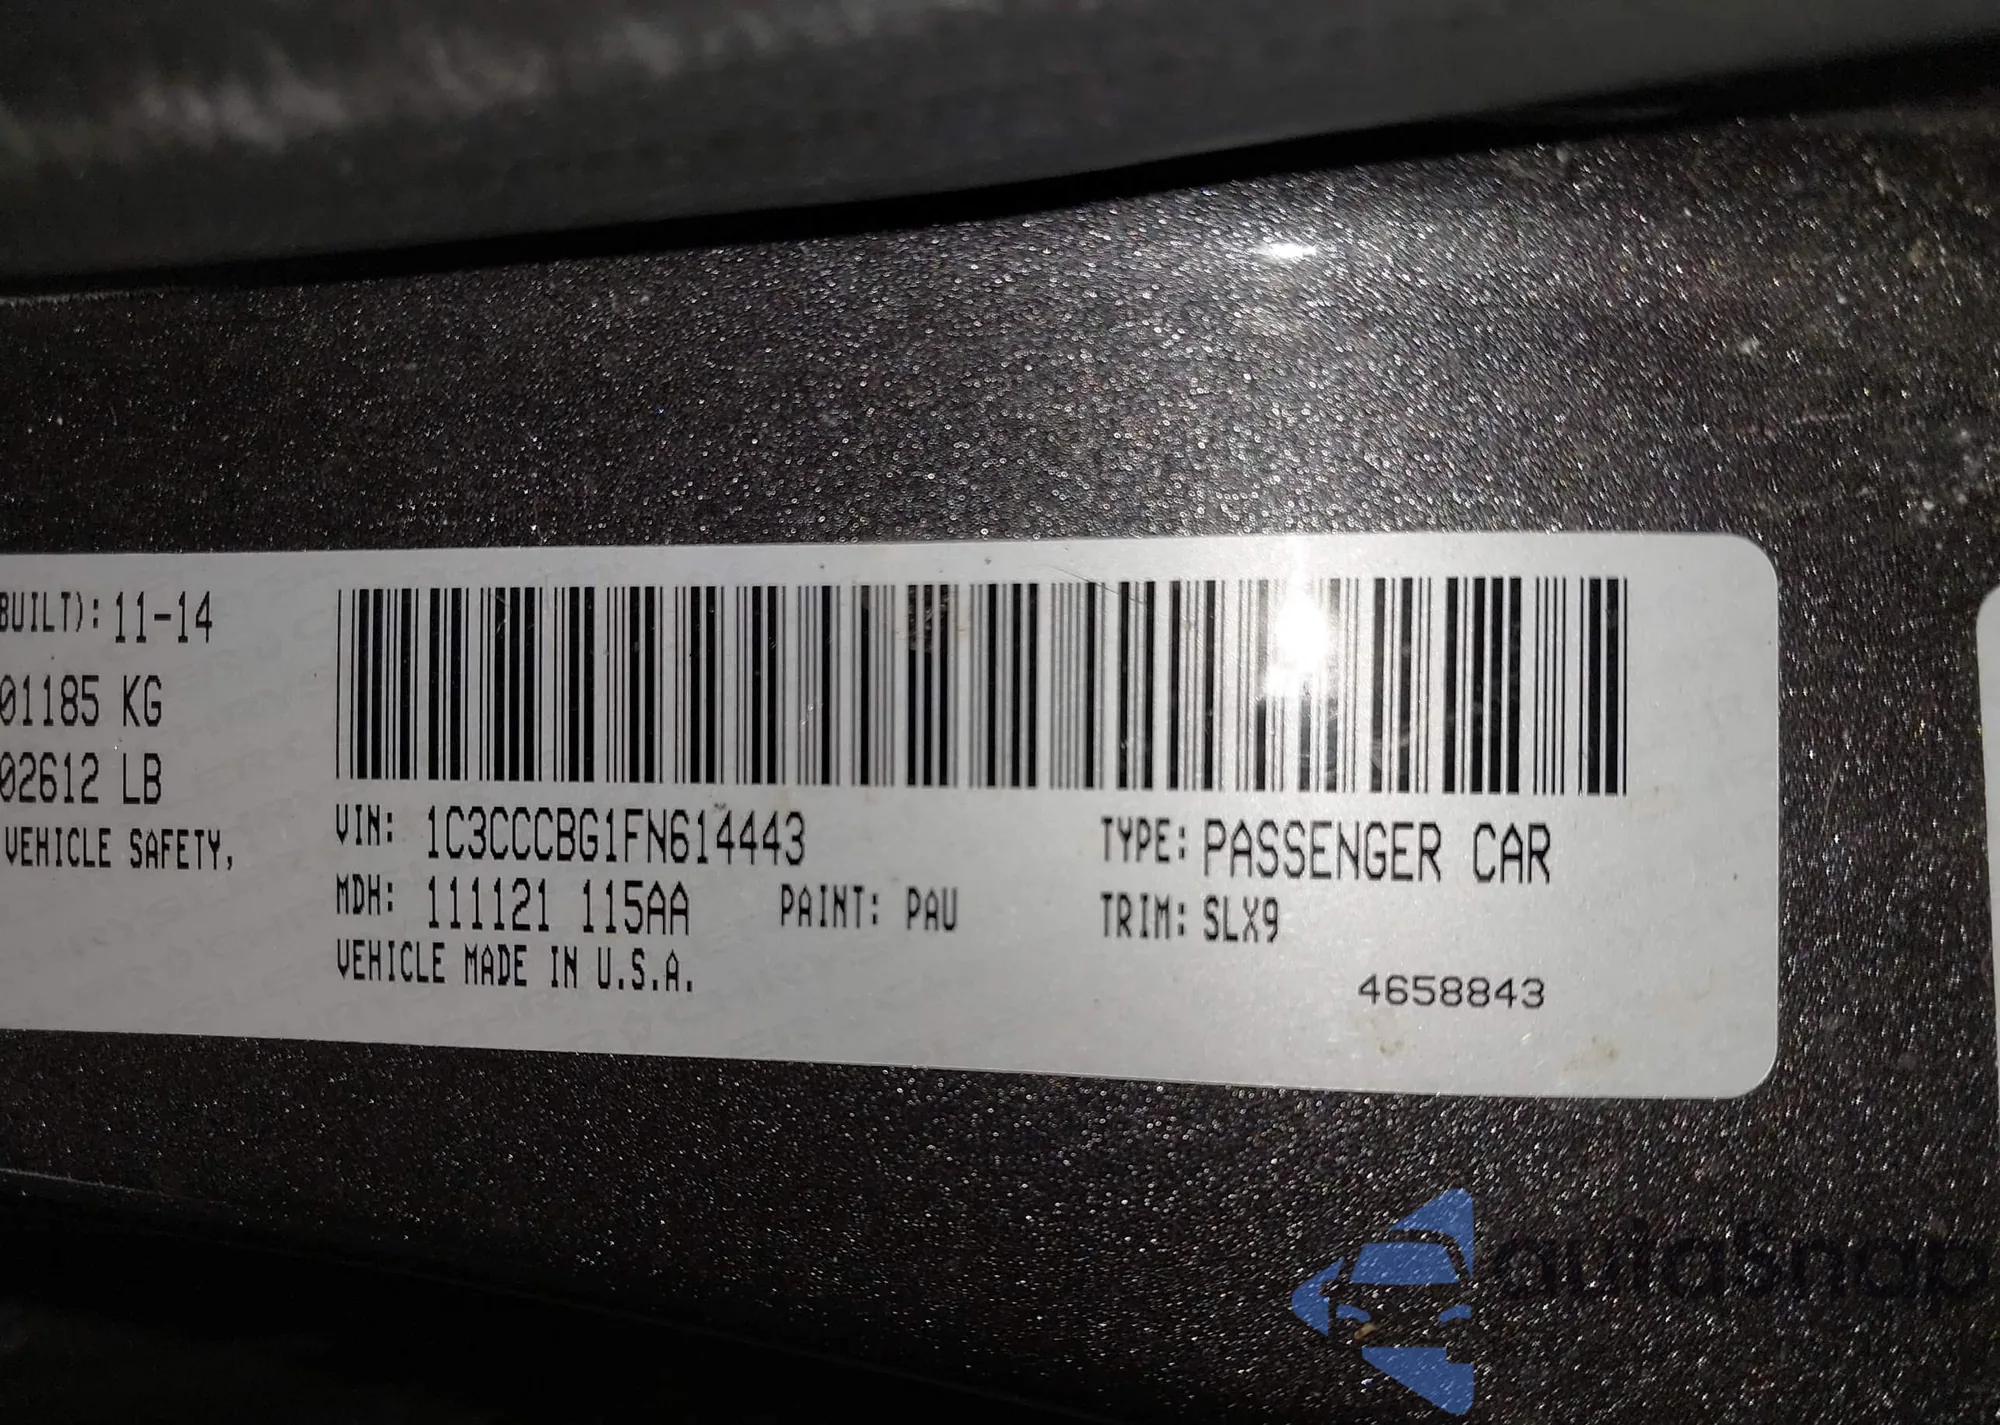 BUILT): 11-14
01185 KG
02612 LB
VEHICLE SAFETY,
VIN: 1C3CCCBG1FN614443
TYPE: PASSENGER CAR
MDH: 111121 115AA
PAINT: PAU
TRIM: SLX9
VEHICLE MADE IN U.S.A.
4658843